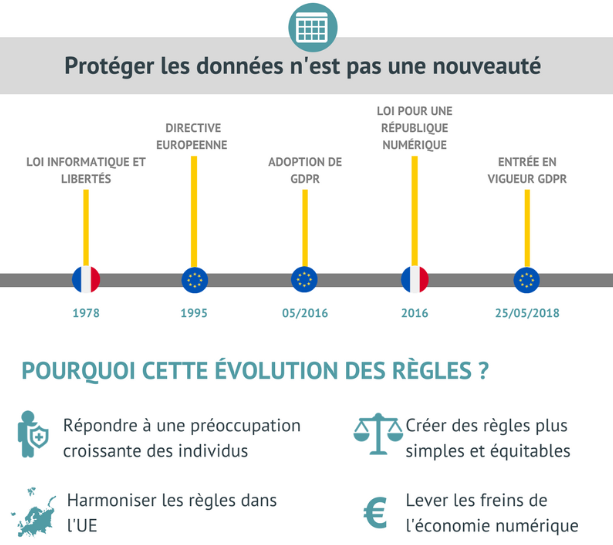 Protéger les données n'est pas une nouveauté
LOI INFORMATIQUE ET
LIBERTÉS
DIRECTIVE
EUROPEENNE
ADOPTION DE
GDPR
LOI POUR UNE
RÉPUBLIQUE
NUMÉRIQUE
ENTRÉE EN
VIGUEUR GDPR
1978
1995
05/2016
2016
25/05/2018
POURQUOI CETTE ÉVOLUTION DES RÈGLES ?
Répondre à une préoccupation
croissante des individus
Créer des règles plus
simples et équitables
Harmoniser les règles dans
l'UE
€
Lever les freins de
l'économie numérique